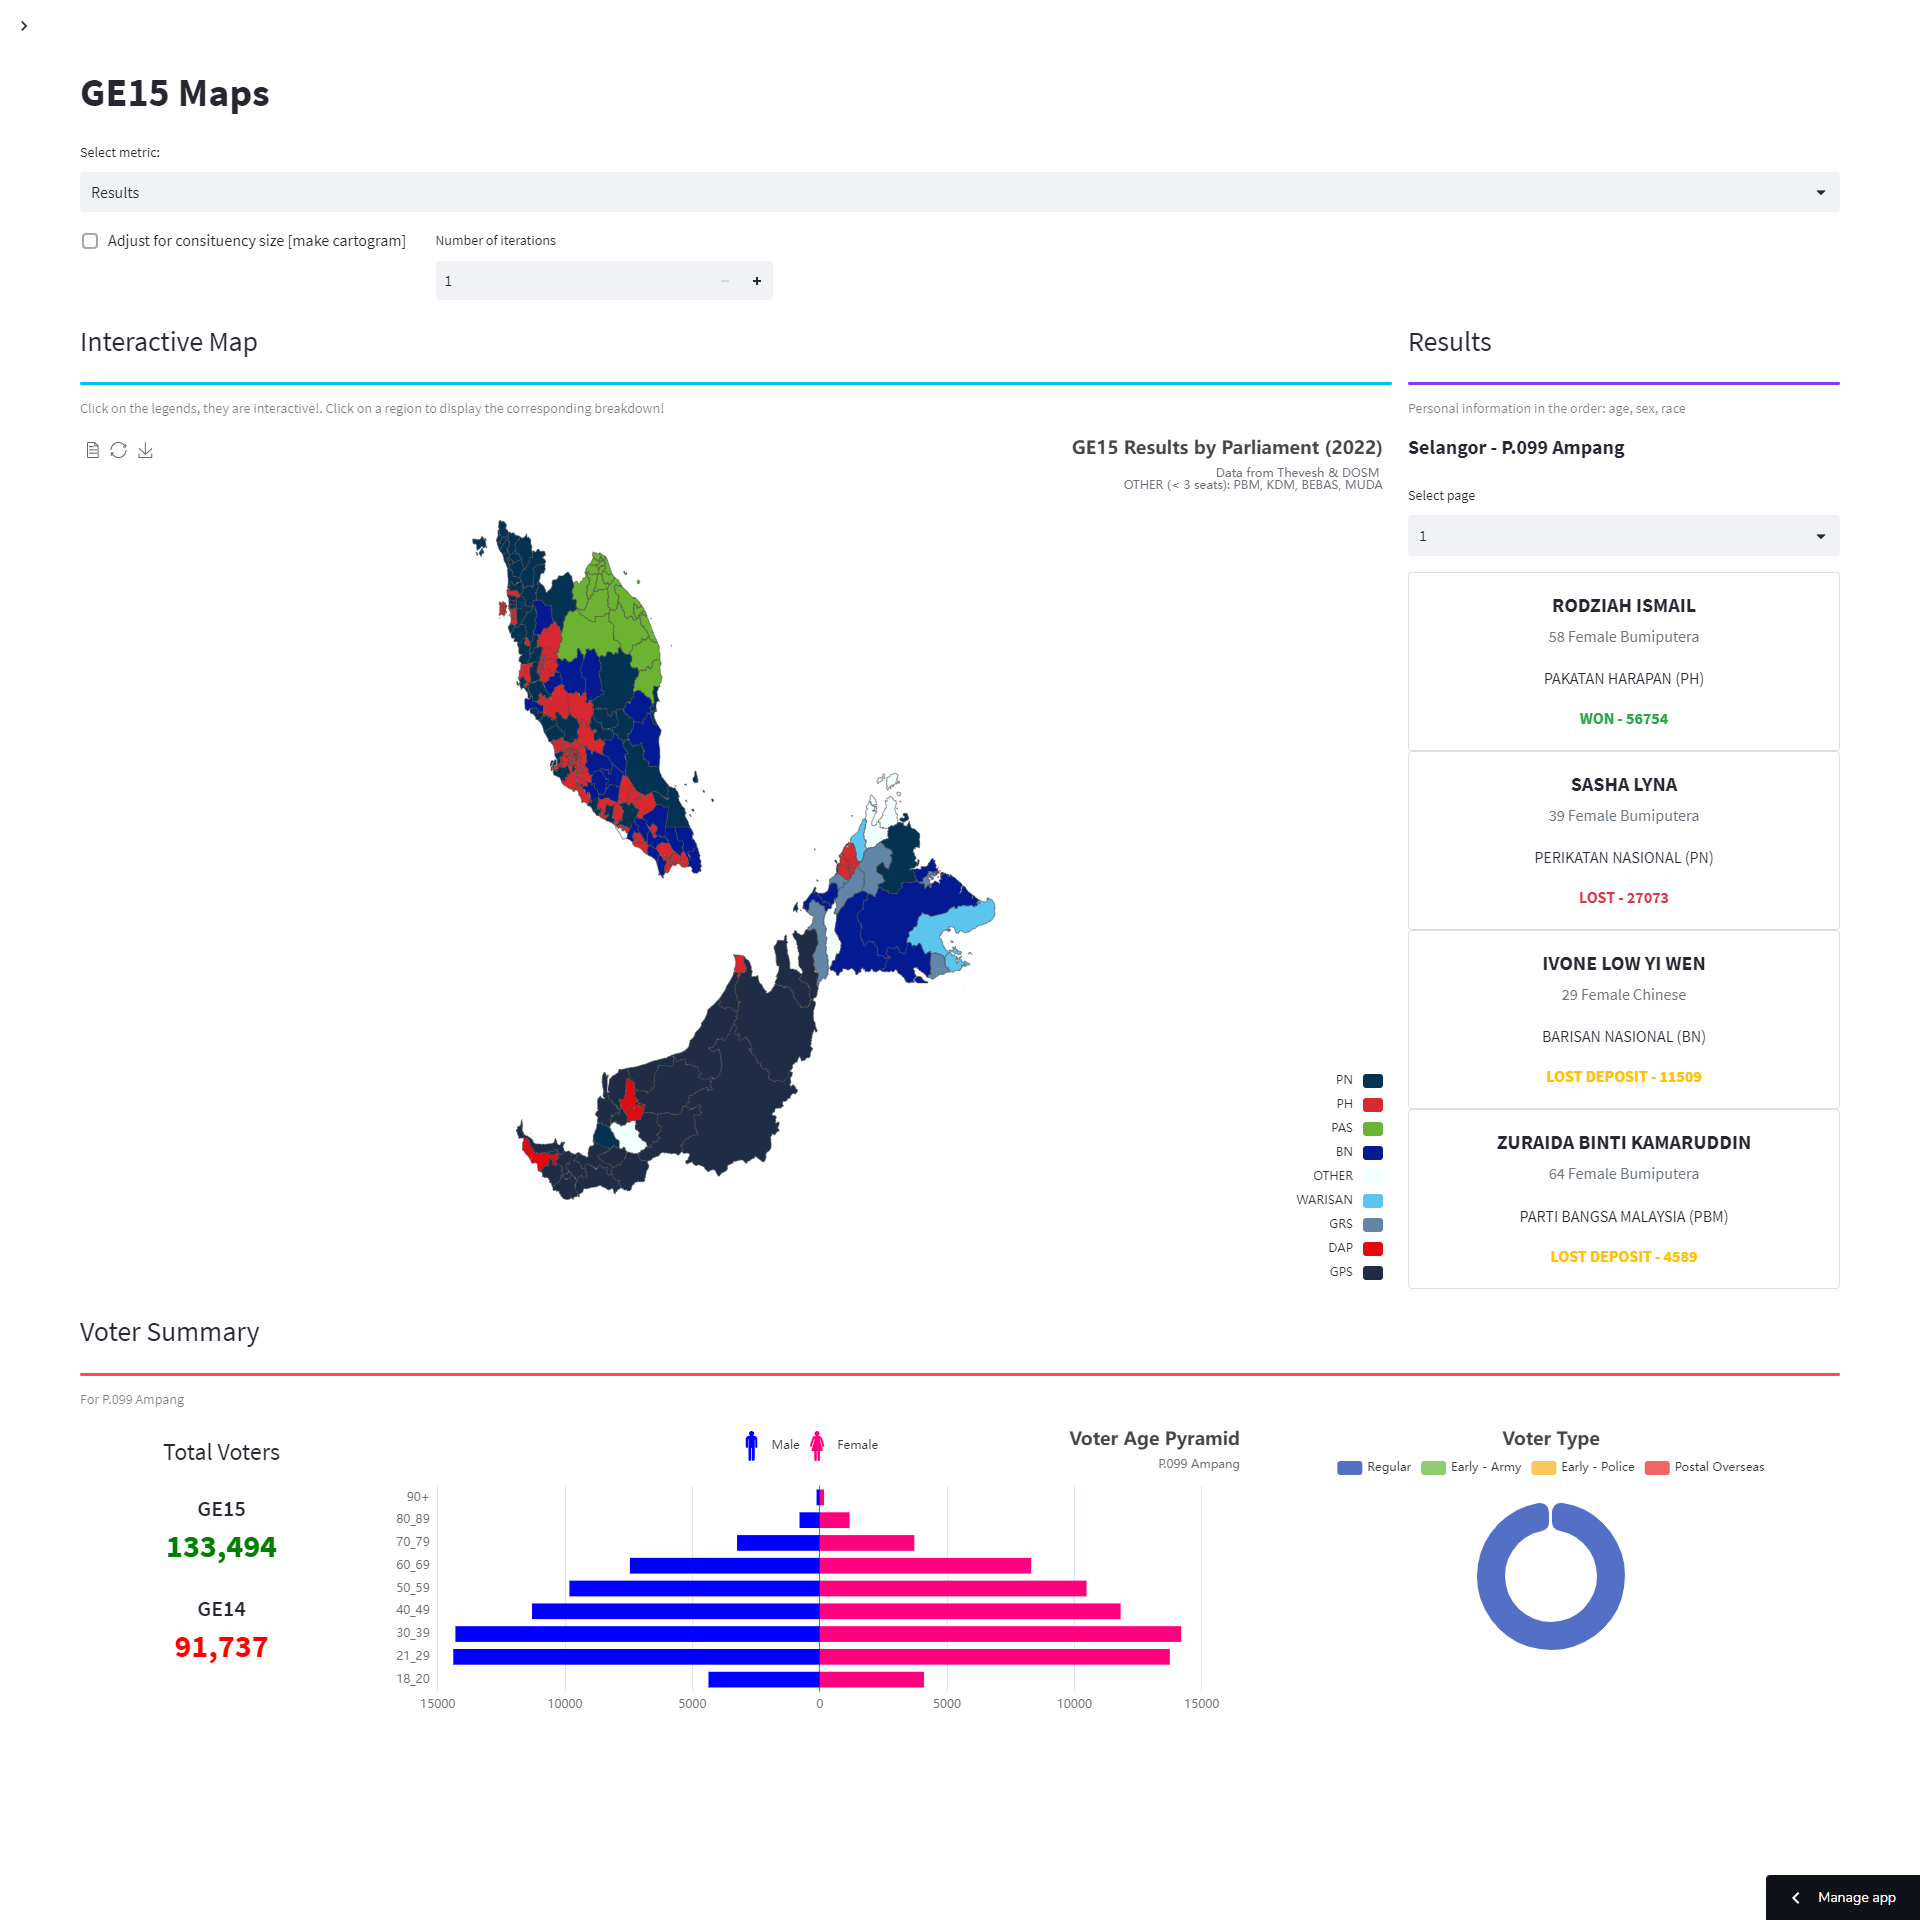 GE15 Maps
Select metric:
Results
Adjust for consituency size [make cartogram]
Number of iterations
1
Interactive Map
Click on the legends, they are interactive!. Click on a region to display the corresponding breakdown!
GE15 Results by Parliament (2022)
Data from Thevesh & DOSM
OTHER (< 3 seats): PBM, KDM, BEBAS, MUDA
PN
PH
PAS
BN
OTHER
WARISAN
GRS
DAP
GPS
Results
Personal information in the order: age, sex, race
Selangor - P.099 Ampang
Select page
1
RODZIAH ISMAIL
58 Female Bumiputera
PAKATAN HARAPAN (PH)
WON - 56754
SASHA LYNA
39 Female Bumiputera
PERIKATAN NASIONAL (PN)
LOST - 27073
IVONE LOW YI WEN
29 Female Chinese
BARISAN NASIONAL (BN)
LOST DEPOSIT - 11509
ZURAIDA BINTI KAMARUDDIN
64 Female Bumiputera
PARTI BANGSA MALAYSIA (PBM)
LOST DEPOSIT - 4589
Voter Summary
For P.099 Ampang
Total Voters
GE15
133,494
GE14
91,737
Male Female
Voter Age Pyramid
P.099 Ampang
90+
80_89
70_79
60_69
50_59
40_49
30_39
21_29
18_20
15000 10000 5000 0 5000 10000 15000
Voter Type
Regular Early - Army Early - Police Postal Overseas
Manage app